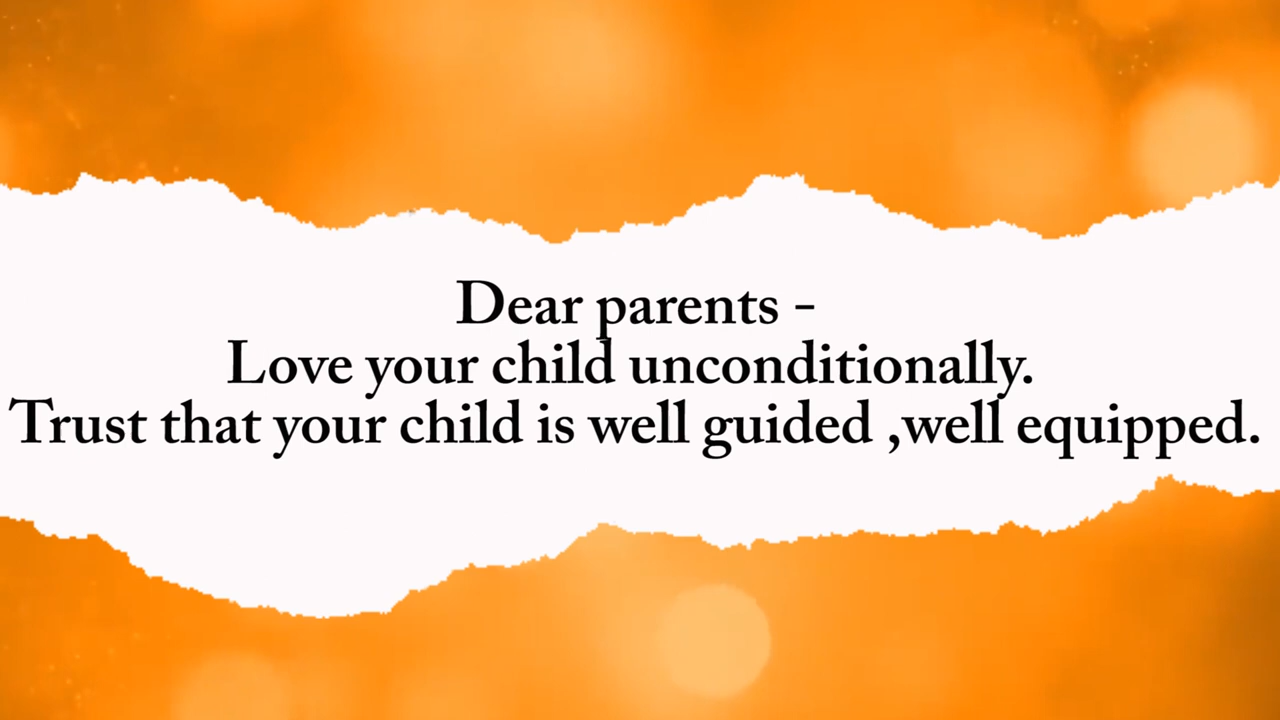 Dear parents -
Love your child unconditionally.
Trust that your child is well guided ,well equipped.